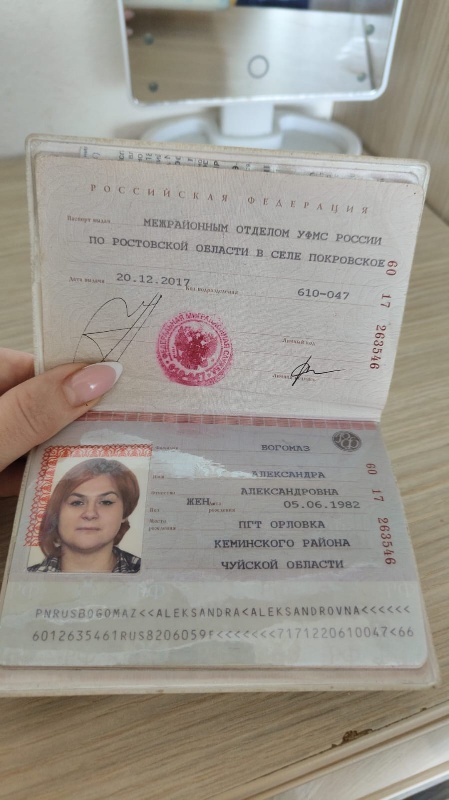 РОССИЙСКАЯ ФЕДЕРАЦИЯ
Паспорт выдан МЕЖРАЙОННЫМ ОТДЕЛОМ УФМС РОССИИ
ПО РОСТОВСКОЙ ОБЛАСТИ В СЕЛЕ ПОКРОВСКОЕ
Дата выдачи 20.12.2017 Код подразделения 610-047
Личный код
60 17 263546
БОГОМАЗ
Имя АЛЕКСАНДРА
Отчество АЛЕКСАНДРОВНА
Пол ЖЕН. Дата рождения 05.06.1982
Место рождения ПГТ ОРЛОВКА
КЕМИНСКОГО РАЙОНА
ЧУЙСКОЙ ОБЛАСТИ
60 17 263546
PNRUSBOGOMAZ<<ALEKSANDRA<ALEKSANDROVNA<<<<<<
6012635461RUS8206059F<<<<<<<7171220610047<66